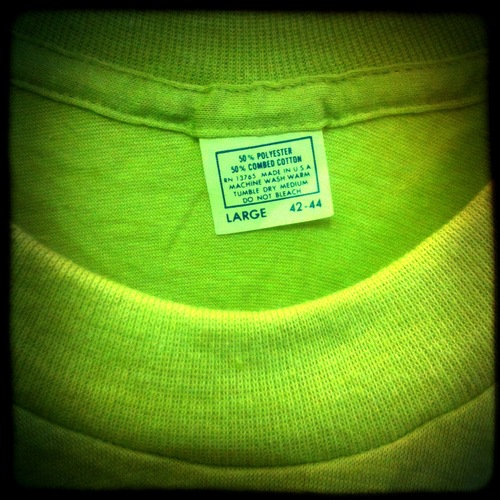 50% POLYESTER
50% COMBED COTTON
RN 13765 MADE IN U S A
MACHINE WASH WARM
TUMBLE DRY MEDIUM
DO NOT BLEACH
LARGE 42-44